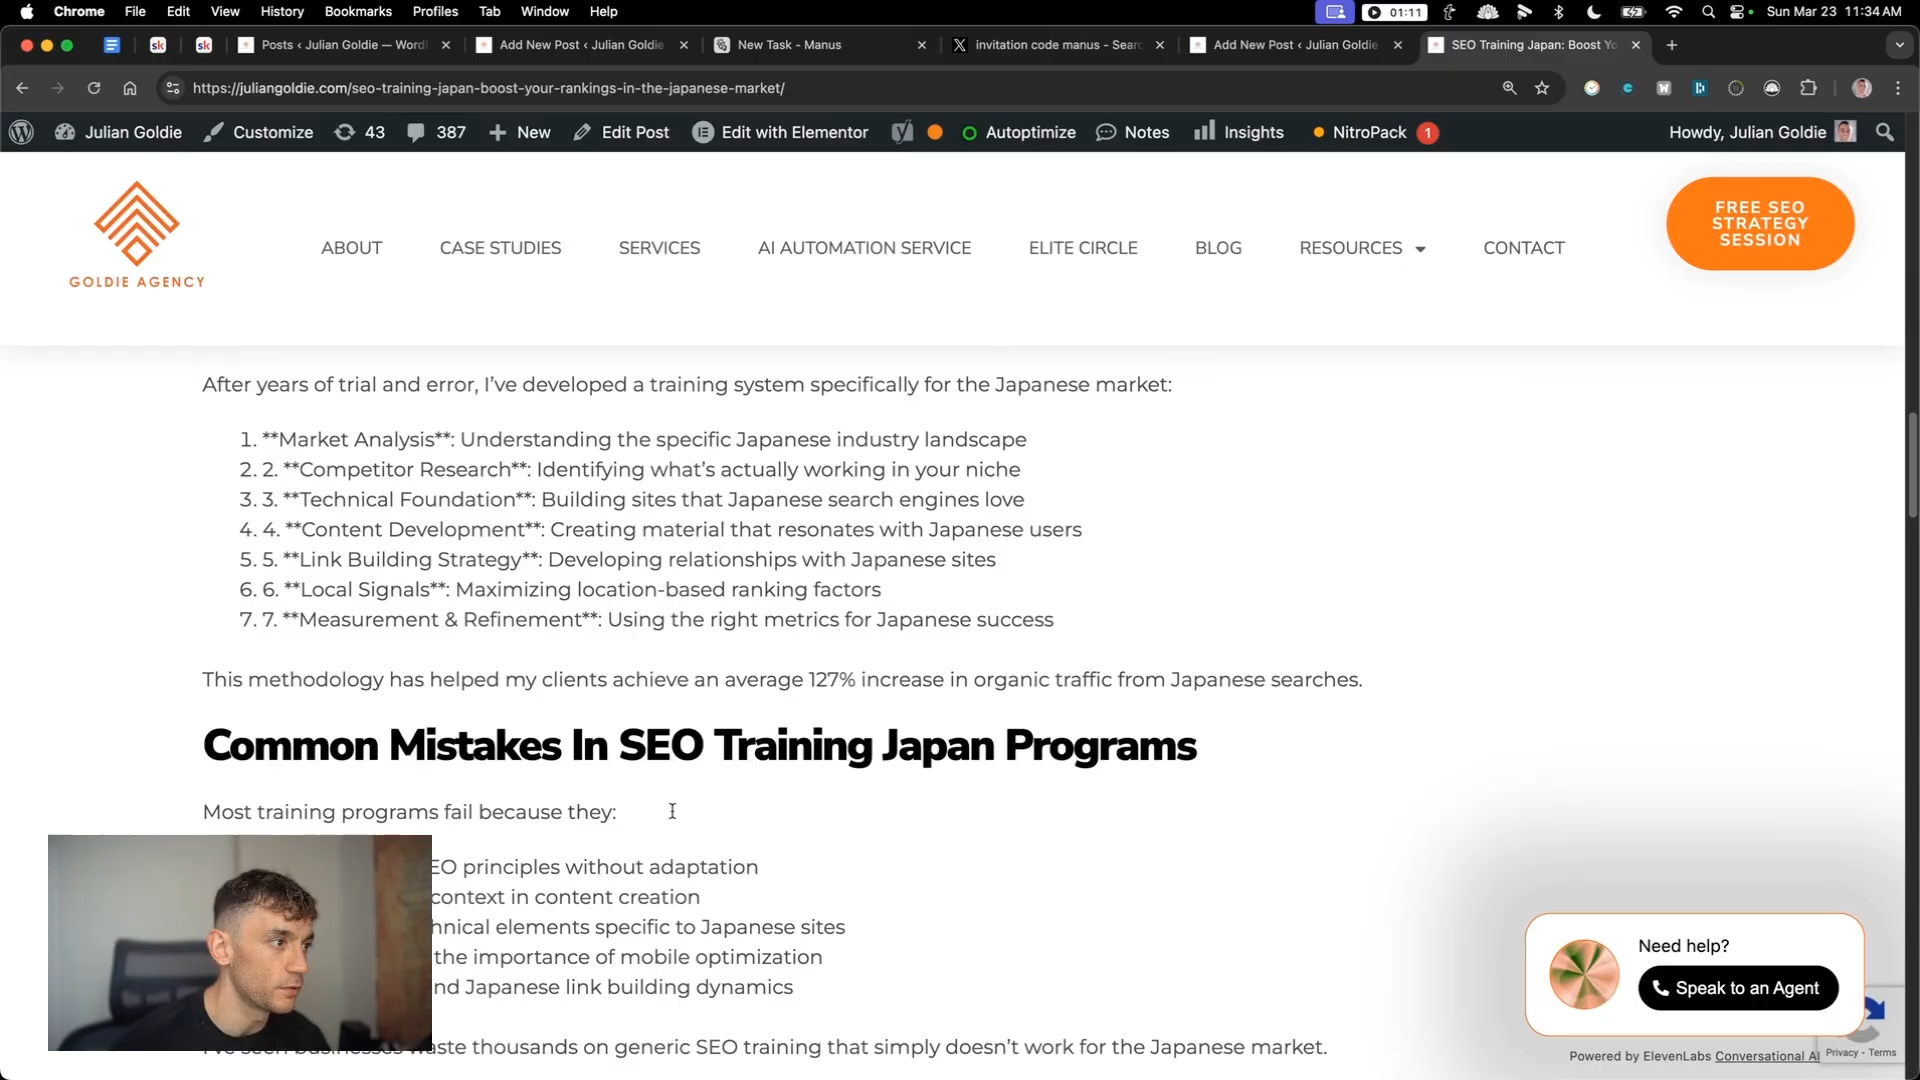 Chrome File Edit View History Bookmarks Profiles Tab Window Help 01:11 Sun Mar 23 11:34 AM
sk sk Posts ‹ Julian Goldie — Word Add New Post ‹ Julian Goldie New Task - Manus invitation code manus - Sear Add New Post ‹ Julian Goldie SEO Training Japan: Boost Yo
https://juliangoldie.com/seo-training-japan-boost-your-rankings-in-the-japanese-market/
Julian Goldie Customize 43 387 New Edit Post Edit with Elementor Autoptimize Notes Insights NitroPack 1 Howdy, Julian Goldie
GOLDIE AGENCY
ABOUT CASE STUDIES SERVICES AI AUTOMATION SERVICE ELITE CIRCLE BLOG RESOURCES CONTACT
FREE SEO
STRATEGY
SESSION
After years of trial and error, I’ve developed a training system specifically for the Japanese market:
1. **Market Analysis**: Understanding the specific Japanese industry landscape
2. 2. **Competitor Research**: Identifying what’s actually working in your niche
3. 3. **Technical Foundation**: Building sites that Japanese search engines love
4. 4. **Content Development**: Creating material that resonates with Japanese users
5. 5. **Link Building Strategy**: Developing relationships with Japanese sites
6. 6. **Local Signals**: Maximizing location-based ranking factors
7. 7. **Measurement & Refinement**: Using the right metrics for Japanese success
This methodology has helped my clients achieve an average 127% increase in organic traffic from Japanese searches.
Common Mistakes In SEO Training Japan Programs
Most training programs fail because they:
EO principles without adaptation
context in content creation
hnical elements specific to Japanese sites
the importance of mobile optimization
nd Japanese link building dynamics
I’ve seen businesses waste thousands on generic SEO training that simply doesn’t work for the Japanese market.
Need help?
Speak to an Agent
Powered by ElevenLabs Conversational A
Privacy - Terms